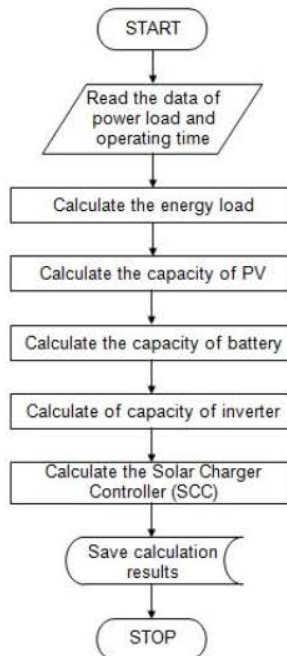 START
Read the data of
power load and
operating time
Calculate the energy load
Calculate the capacity of PV
Calculate the capacity of battery
Calculate of capacity of inverter
Calculate the Solar Charger
Controller (SCC)
Save calculation
results
STOP